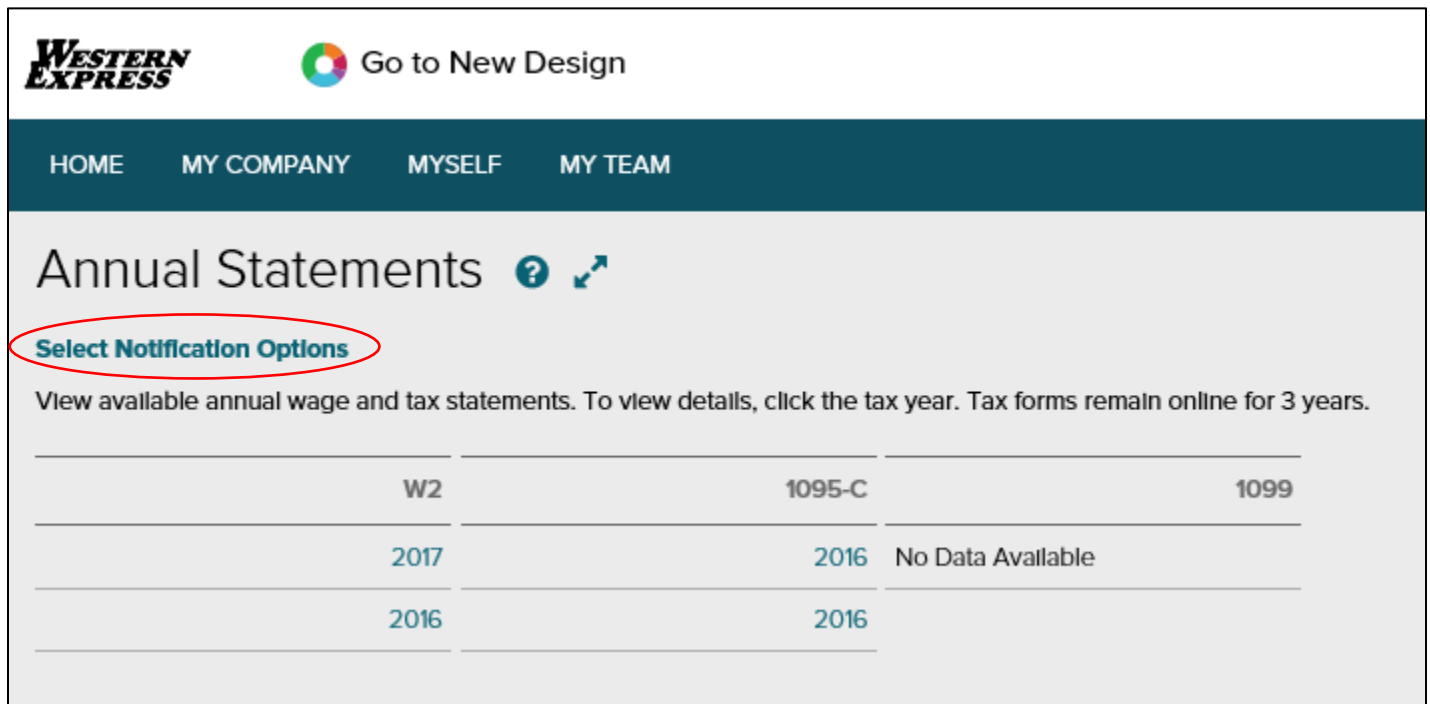 WESTERN
EXPRESS
Go to New Design
HOME MY COMPANY MYSELF MY TEAM
Annual Statements ?
Select Notification Options
View available annual wage and tax statements. To view details, click the tax year. Tax forms remain online for 3 years.
W2 1095-C 1099
2017 2016 No Data Available
2016 2016